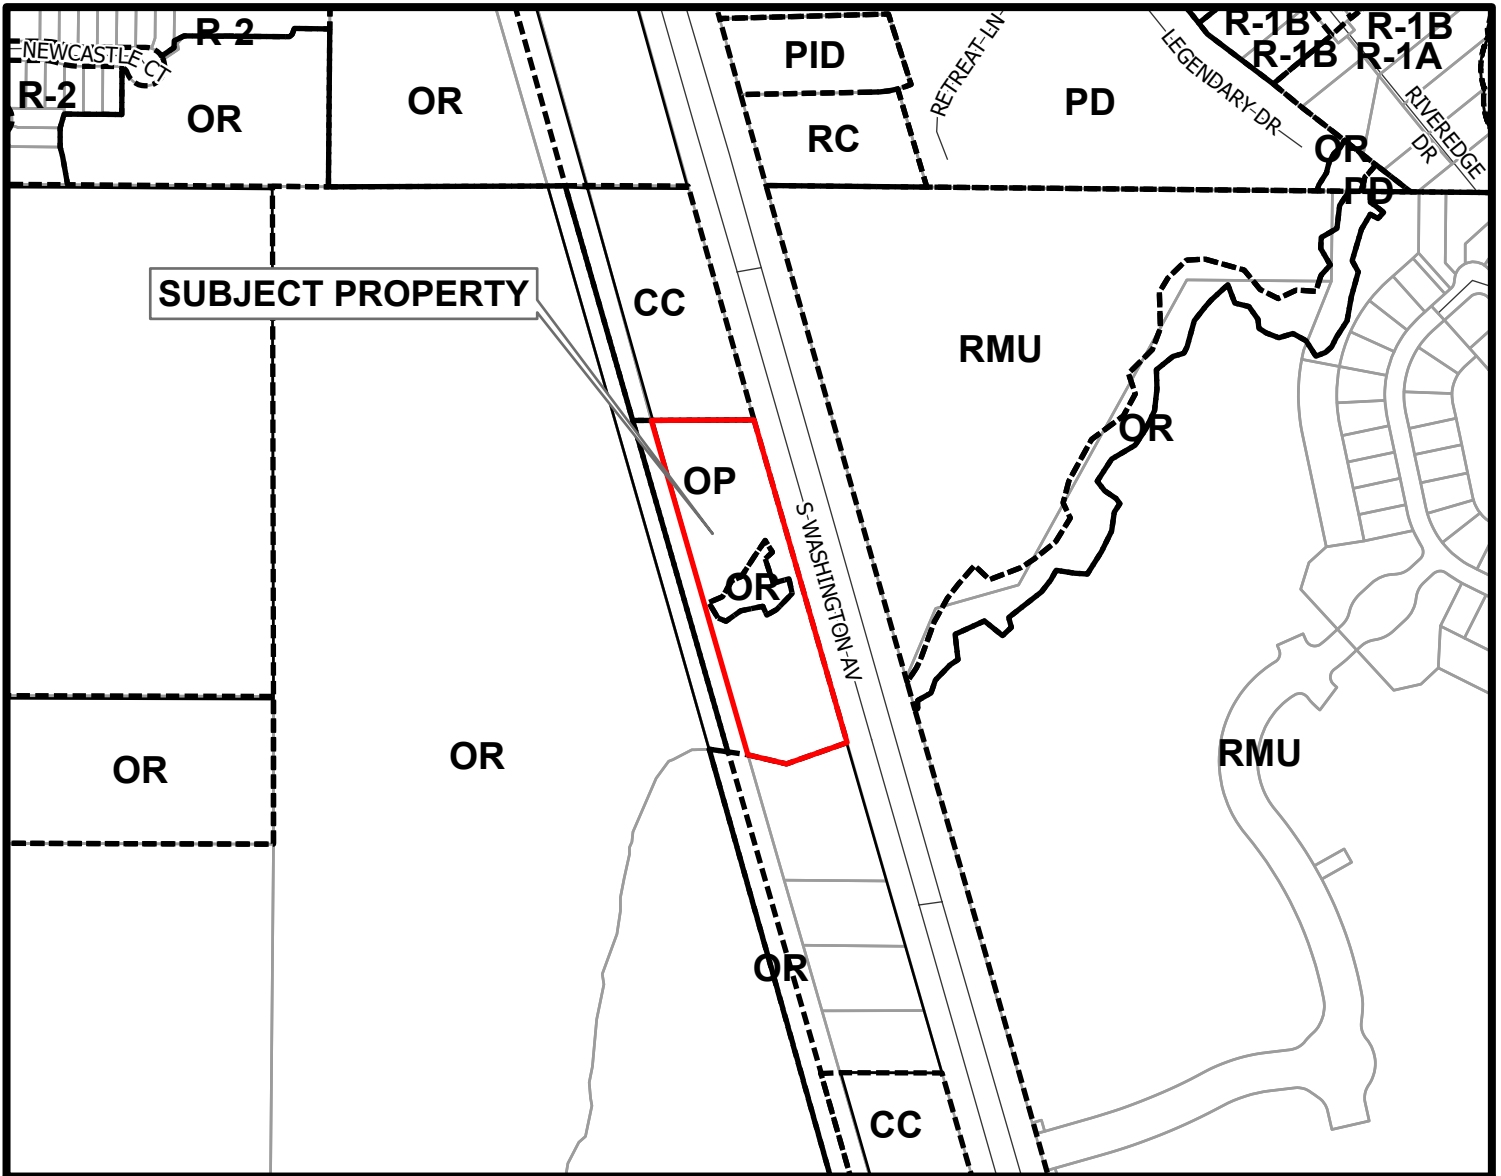 R-2
R-1B
R-1B
NEWCASTLE CT
PID
RETREAT LN
LEGENDARY DR
R-1B
R-1A
R-2
OR
OR
RC
PD
RIVEREDGE
DR
OR
PD
SUBJECT PROPERTY
CC
RMU
OR
OP
S WASHINGTON AV
OR
OR
OR
RMU
OR
CC